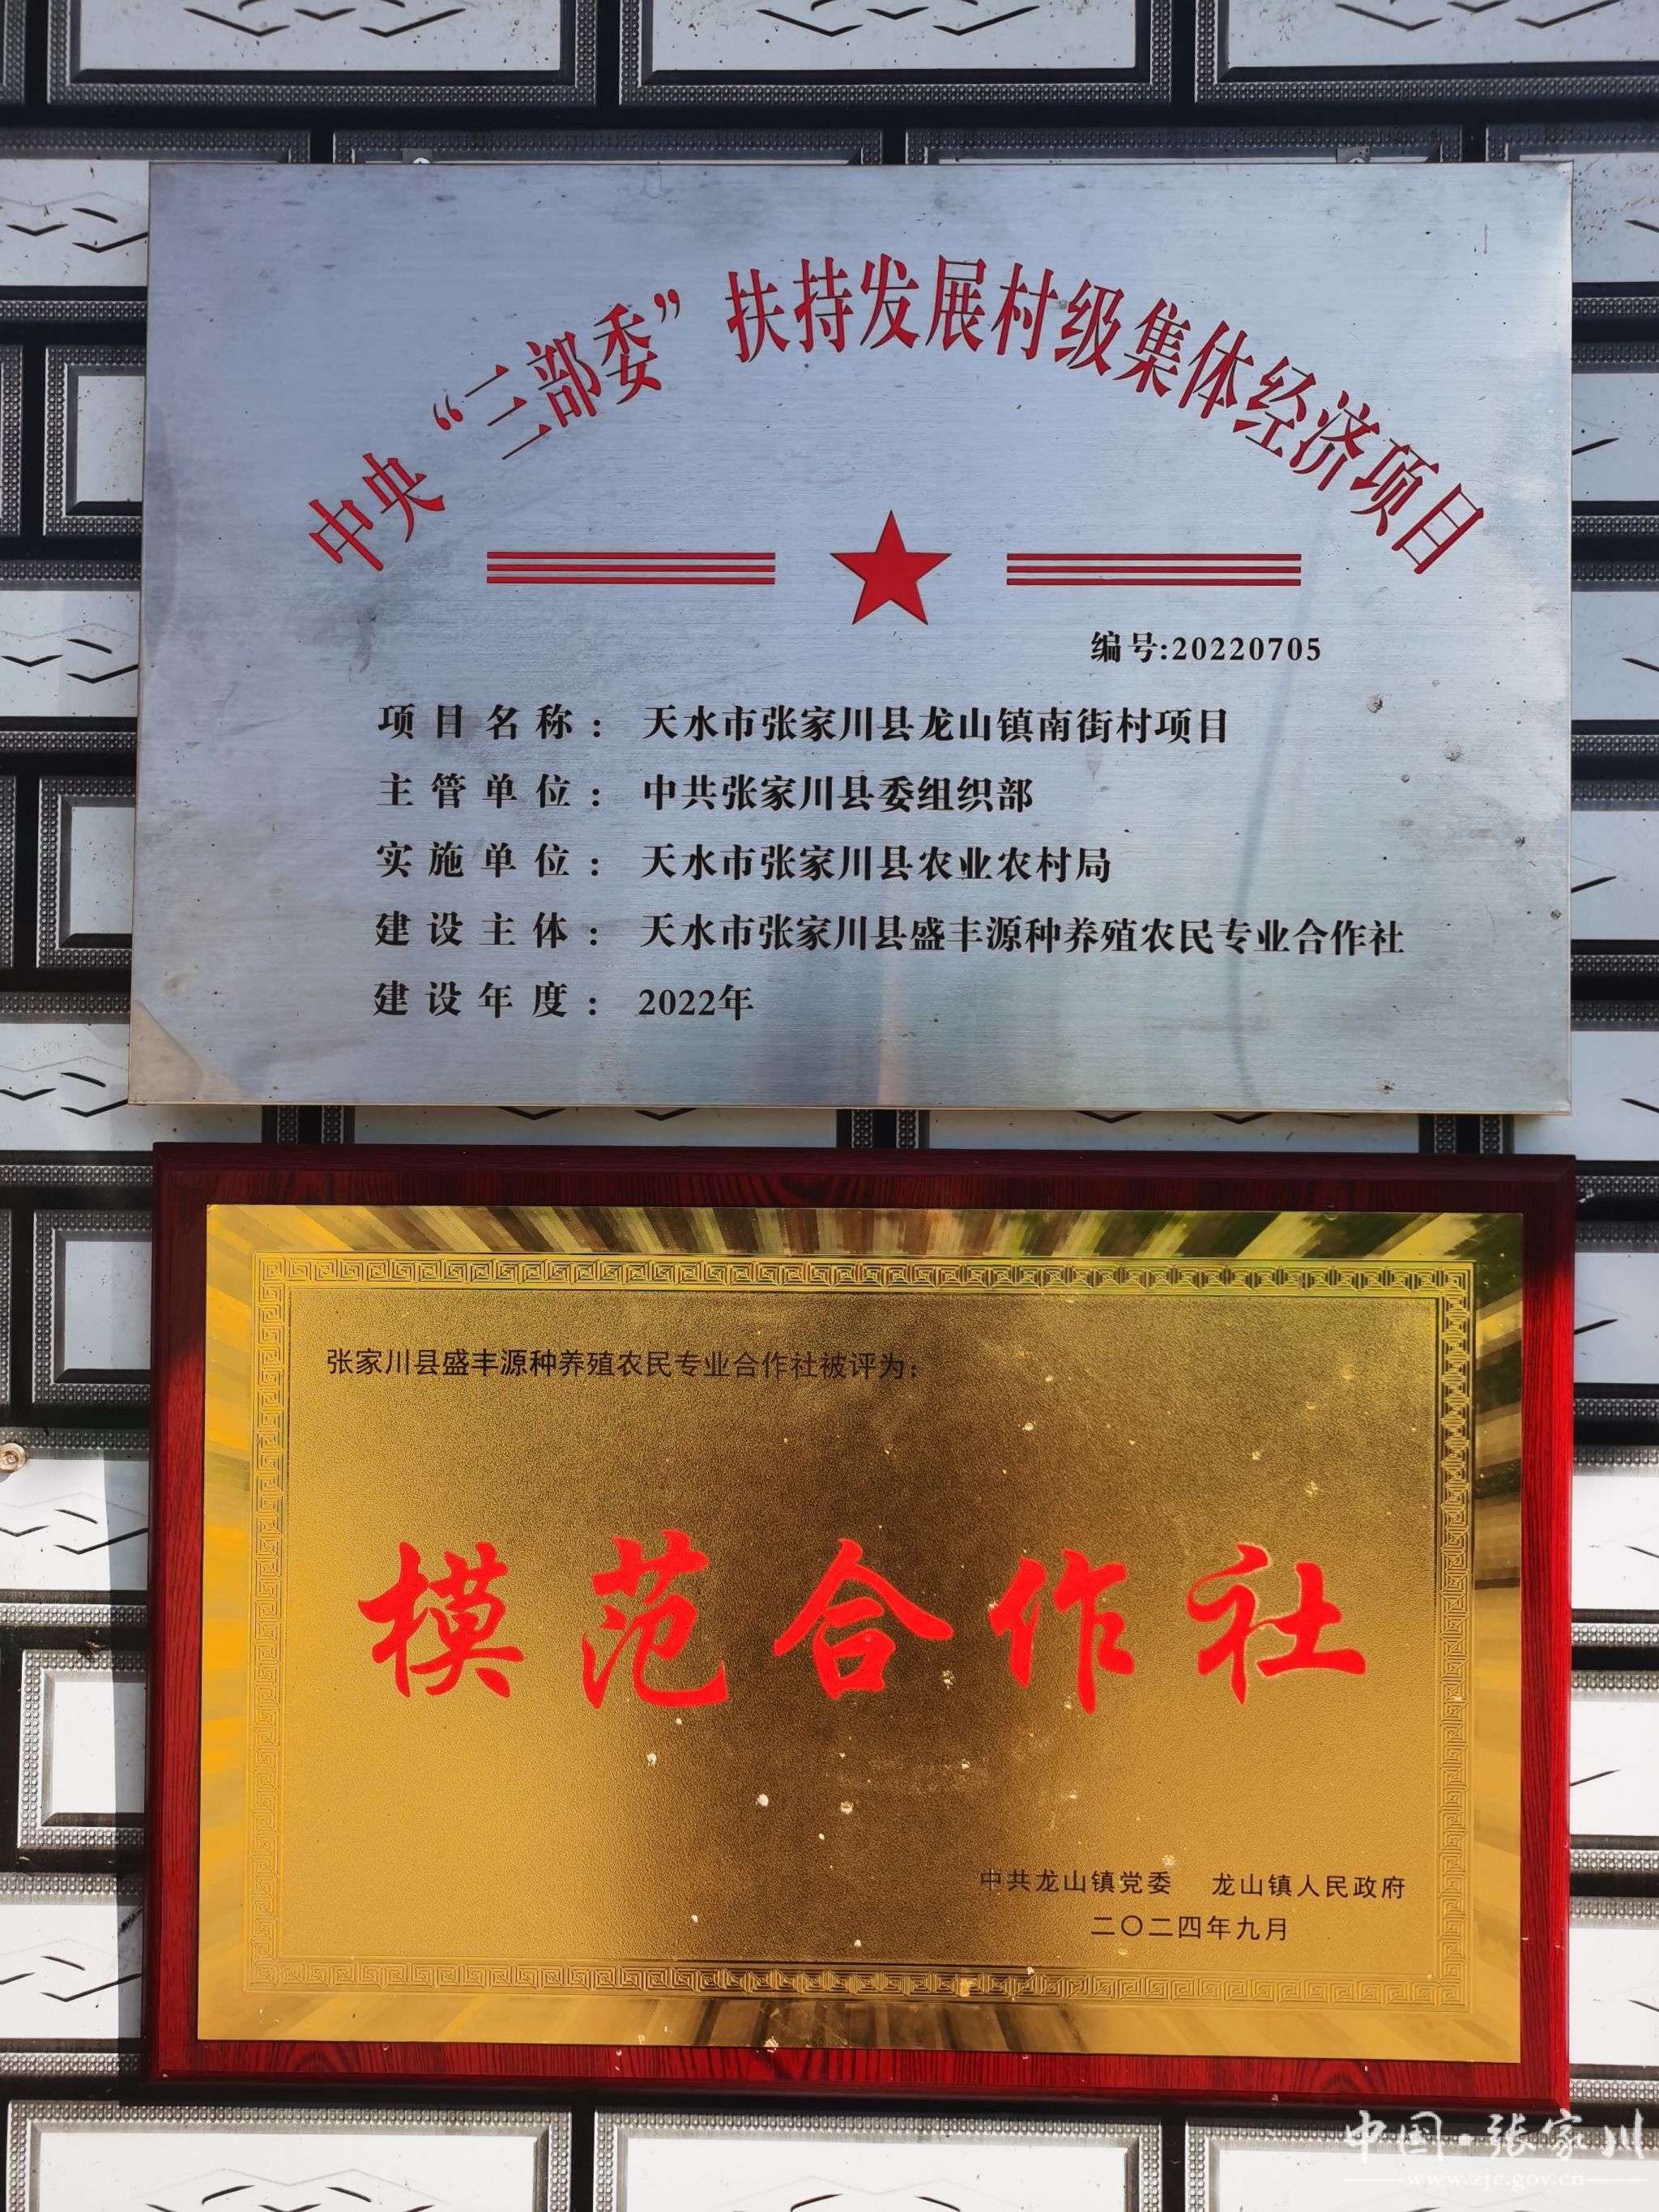 中央“三部委”扶持发展村级集体经济项目
编号:20220705
项目名称：天水市张家川县龙山镇南街村项目
主管单位：中共张家川县委组织部
实施单位：天水市张家川县农业农村局
建设主体：天水市张家川县盛丰源种养殖农民专业合作社
建设年度：2022年
张家川县盛丰源种养殖农民专业合作社被评为：
模范合作社
中共龙山镇党委 龙山镇人民政府
二〇二四年九月
中国·张家川
www.zjc.gov.cn